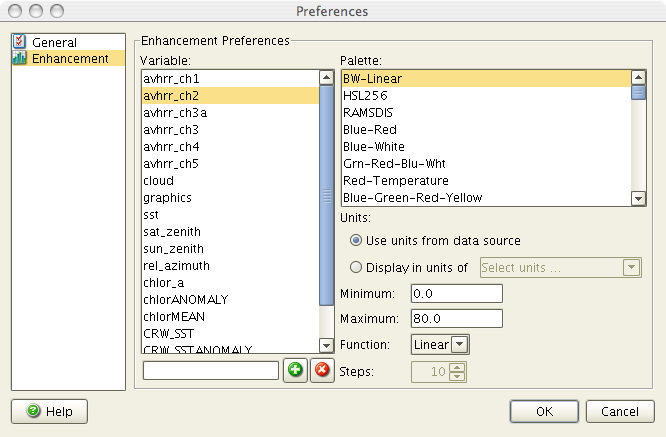 Preferences
General
Enhancement
Enhancement Preferences
Variable:
avhrr_ch1
avhrr_ch2
avhrr_ch3a
avhrr_ch3
avhrr_ch4
avhrr_ch5
cloud
graphics
sst
sat_zenith
sun_zenith
rel_azimuth
chlor_a
chlorANOMALY
chlorMEAN
CRW_SST
CRW_SSTANOMALY
Palette:
BW-Linear
HSL256
RAMSDIS
Blue-Red
Blue-White
Grn-Red-Blu-Wht
Red-Temperature
Blue-Green-Red-Yellow
Units:
Use units from data source
Display in units of Select units ...
Minimum: 0.0
Maximum: 80.0
Function: Linear
Steps: 10
Help
OK
Cancel